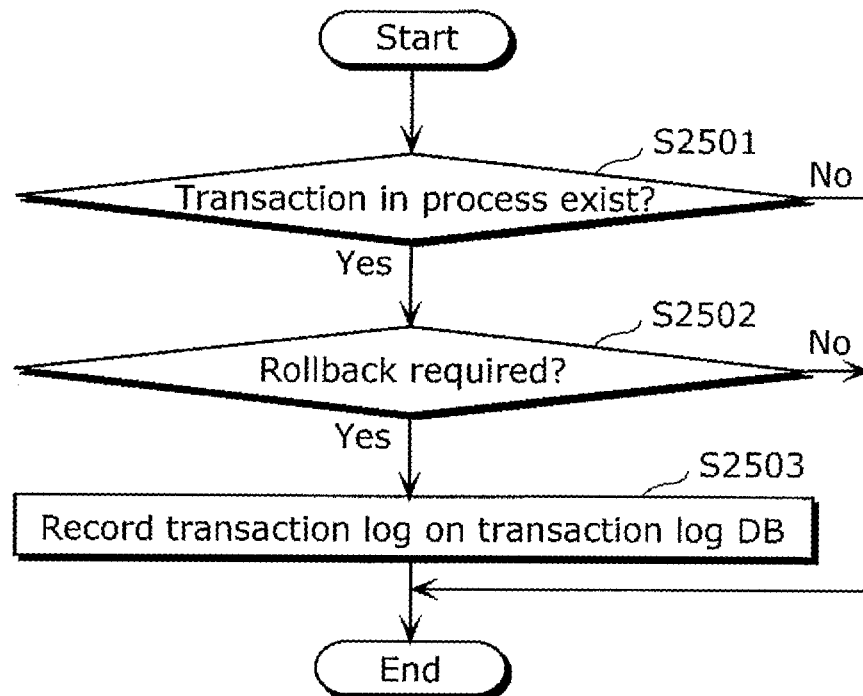 Start
S2501
Transaction in process exist?
No
Yes
S2502
Rollback required?
No
Yes
S2503
Record transaction log on transaction log DB
End